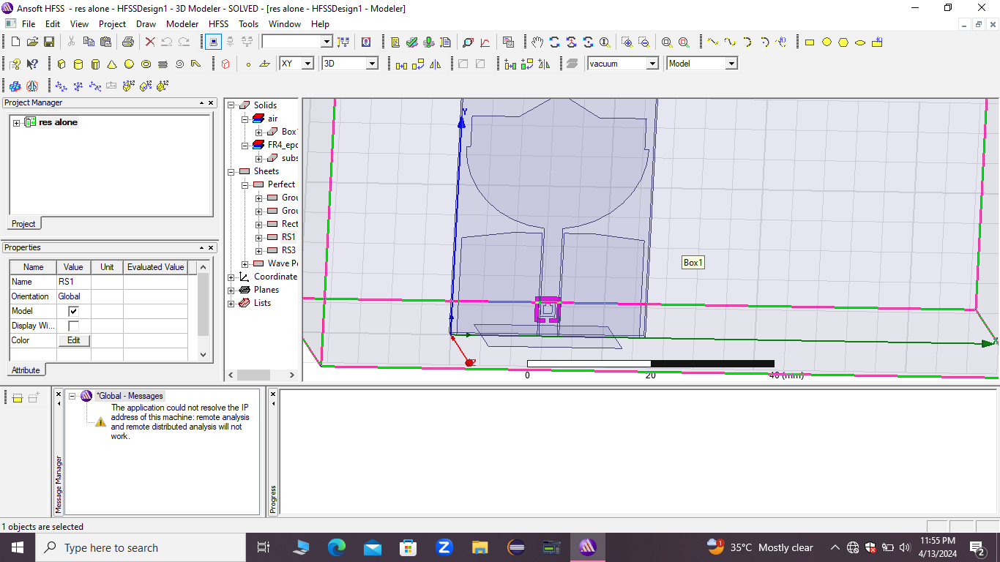 Ansoft HFSS - res alone - HFSSDesign1 - 3D Modeler - SOLVED - [res alone - HFSSDesign1 - Modeler]
File Edit View Project Draw Modeler HFSS Tools Window Help
XY 3D vacuum Model
Project Manager
res alone
Project
Properties
Name Value Unit Evaluated Value
Name RS1
Orientation Global
Model
Display Wi...
Color Edit
Attribute
Solids
air
Box1
FR4_epo
subs
Sheets
Perfect
Grou
Grou
Rect
RS1
RS3
Wave Po
Coordinate
Planes
Lists
Y
Box1
Z
0 20 40 (mm)
*Global - Messages
The application could not resolve the IP
address of this machine: remote analysis
and remote distributed analysis will not
work.
Message Manager
Progress
1 objects are selected
Type here to search
35°C Mostly clear
11:55 PM
4/13/2024
1
2